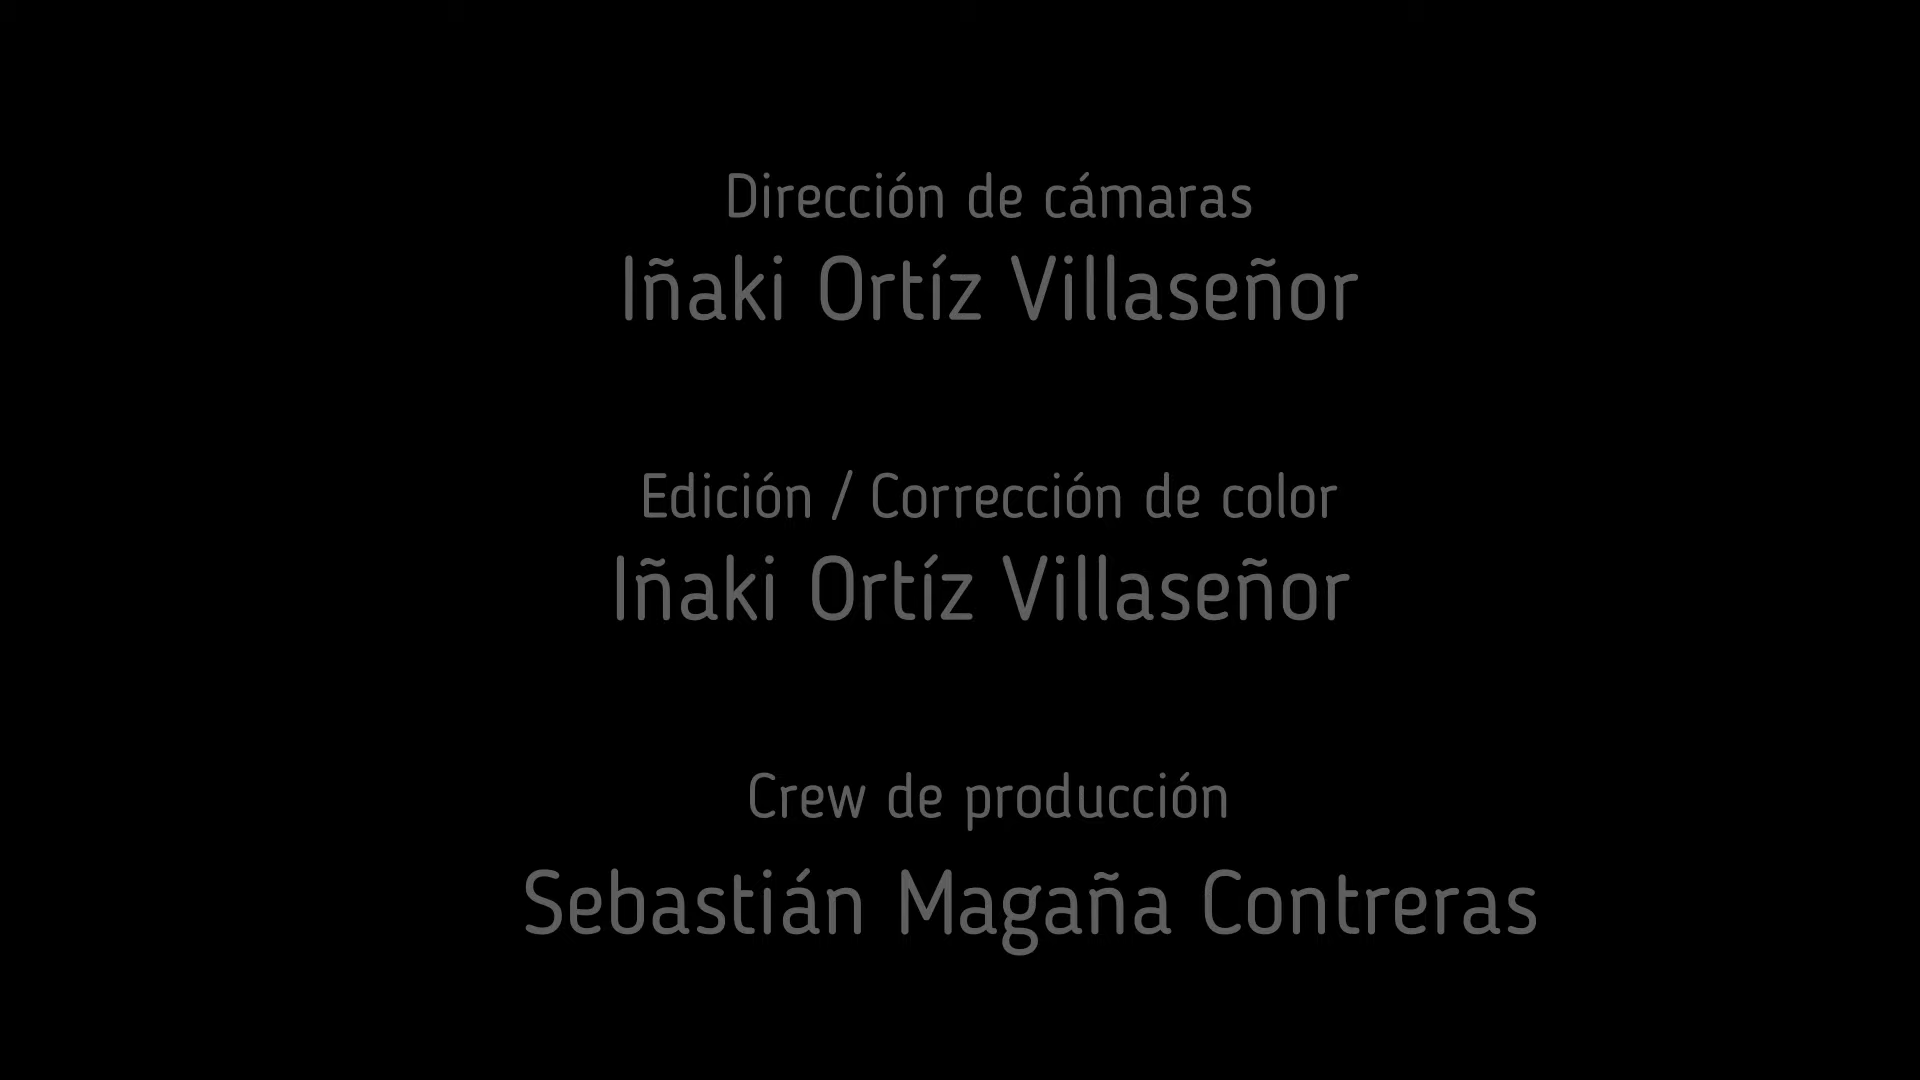 Dirección de cámaras
Iñaki Ortíz Villaseñor
Edición / Corrección de color
Iñaki Ortíz Villaseñor
Crew de producción
Sebastián Magaña Contreras